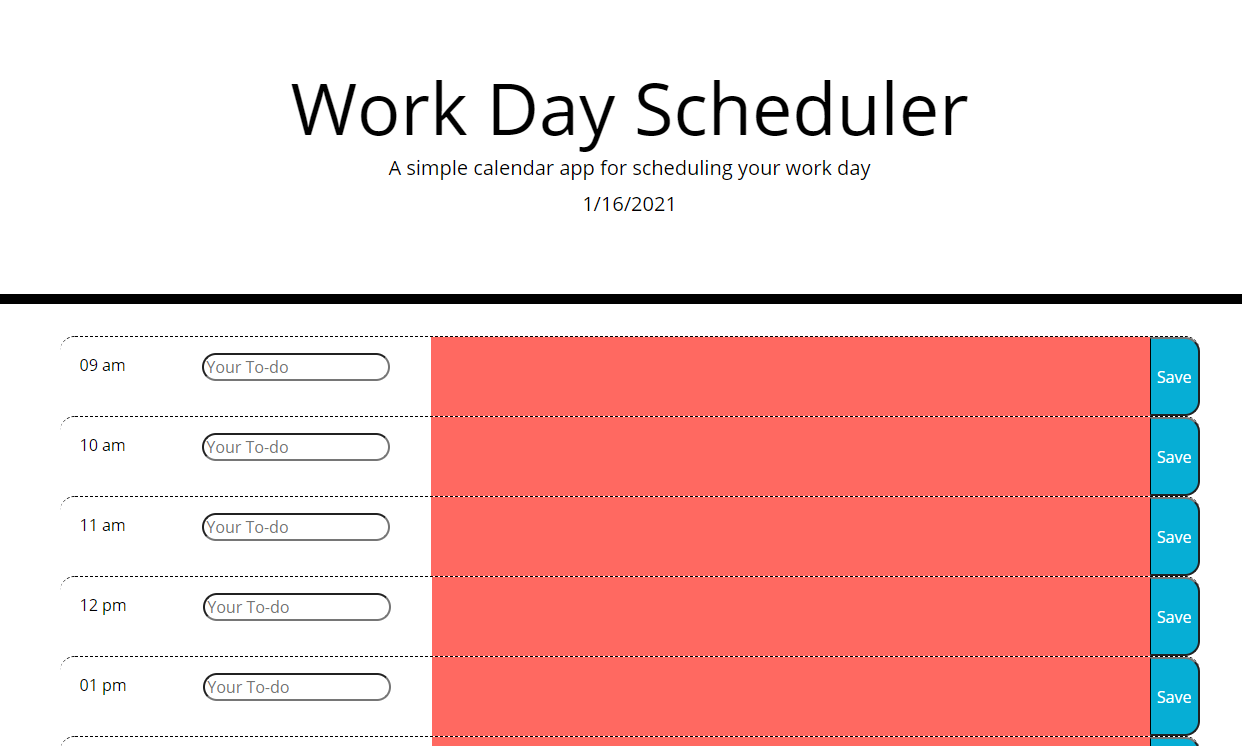 Work Day Scheduler
A simple calendar app for scheduling your work day
1/16/2021
09 am Your To-do Save
10 am Your To-do Save
11 am Your To-do Save
12 pm Your To-do Save
01 pm Your To-do Save